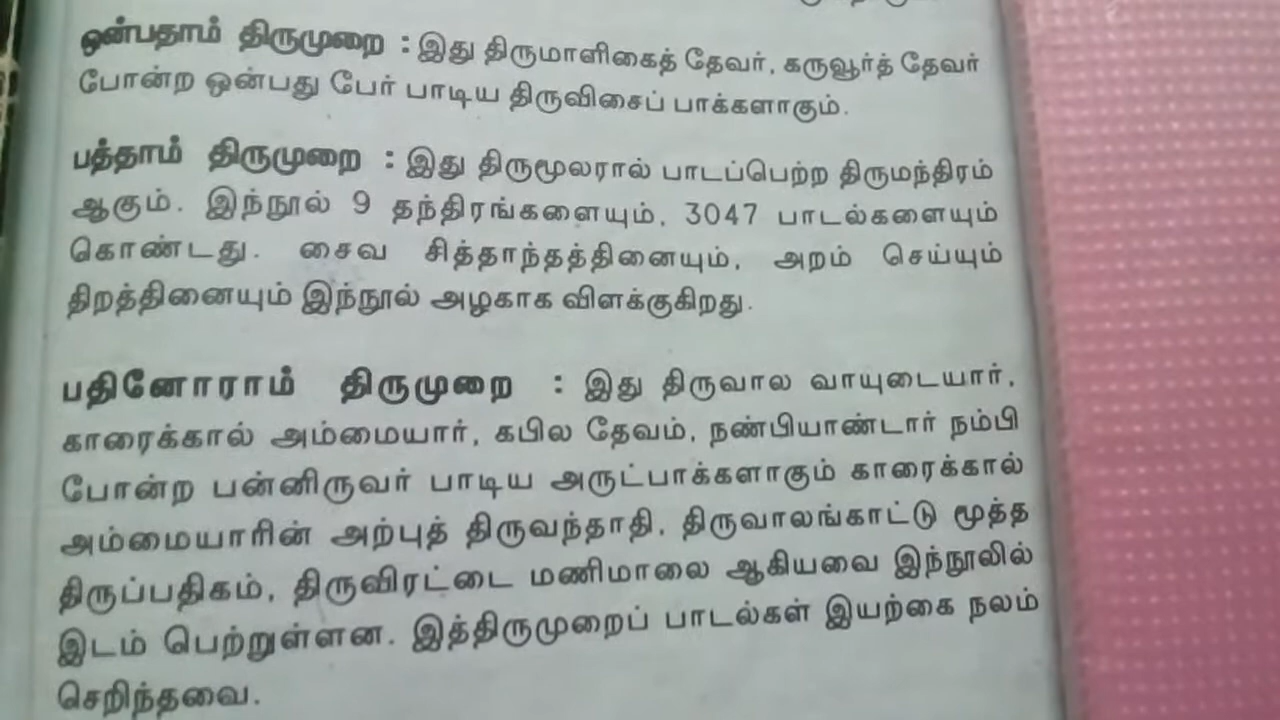 ஒன்பதாம் திருமுறை : இது திருமாளிகைத் தேவர், கருவூர்த் தேவர்
போன்ற ஒன்பது பேர் பாடிய திருவிசைப் பாக்களாகும்.
பத்தாம் திருமுறை : இது திருமூலரால் பாடப்பெற்ற திருமந்திரம்
ஆகும். இந்நூல் 9 தந்திரங்களையும், 3047 பாடல்களையும்
கொண்டது. சைவ சித்தாந்தத்தினையும், அறம் செய்யும்
திறத்தினையும் இந்நூல் அழகாக விளக்குகிறது.
பதினோராம் திருமுறை : இது திருவால வாயுடையார்,
காரைக்கால் அம்மையார், கபில தேவம், நண்பியாண்டார் நம்பி
போன்ற பன்னிருவர் பாடிய அருட்பாக்களாகும் காரைக்கால்
அம்மையாரின் அற்புத் திருவந்தாதி, திருவாலங்காட்டு மூத்த
திருப்பதிகம், திருவிரட்டை மணிமாலை ஆகியவை இந்நூலில்
இடம் பெற்றுள்ளன. இத்திருமுறைப் பாடல்கள் இயற்கை நலம்
செறிந்தவை.